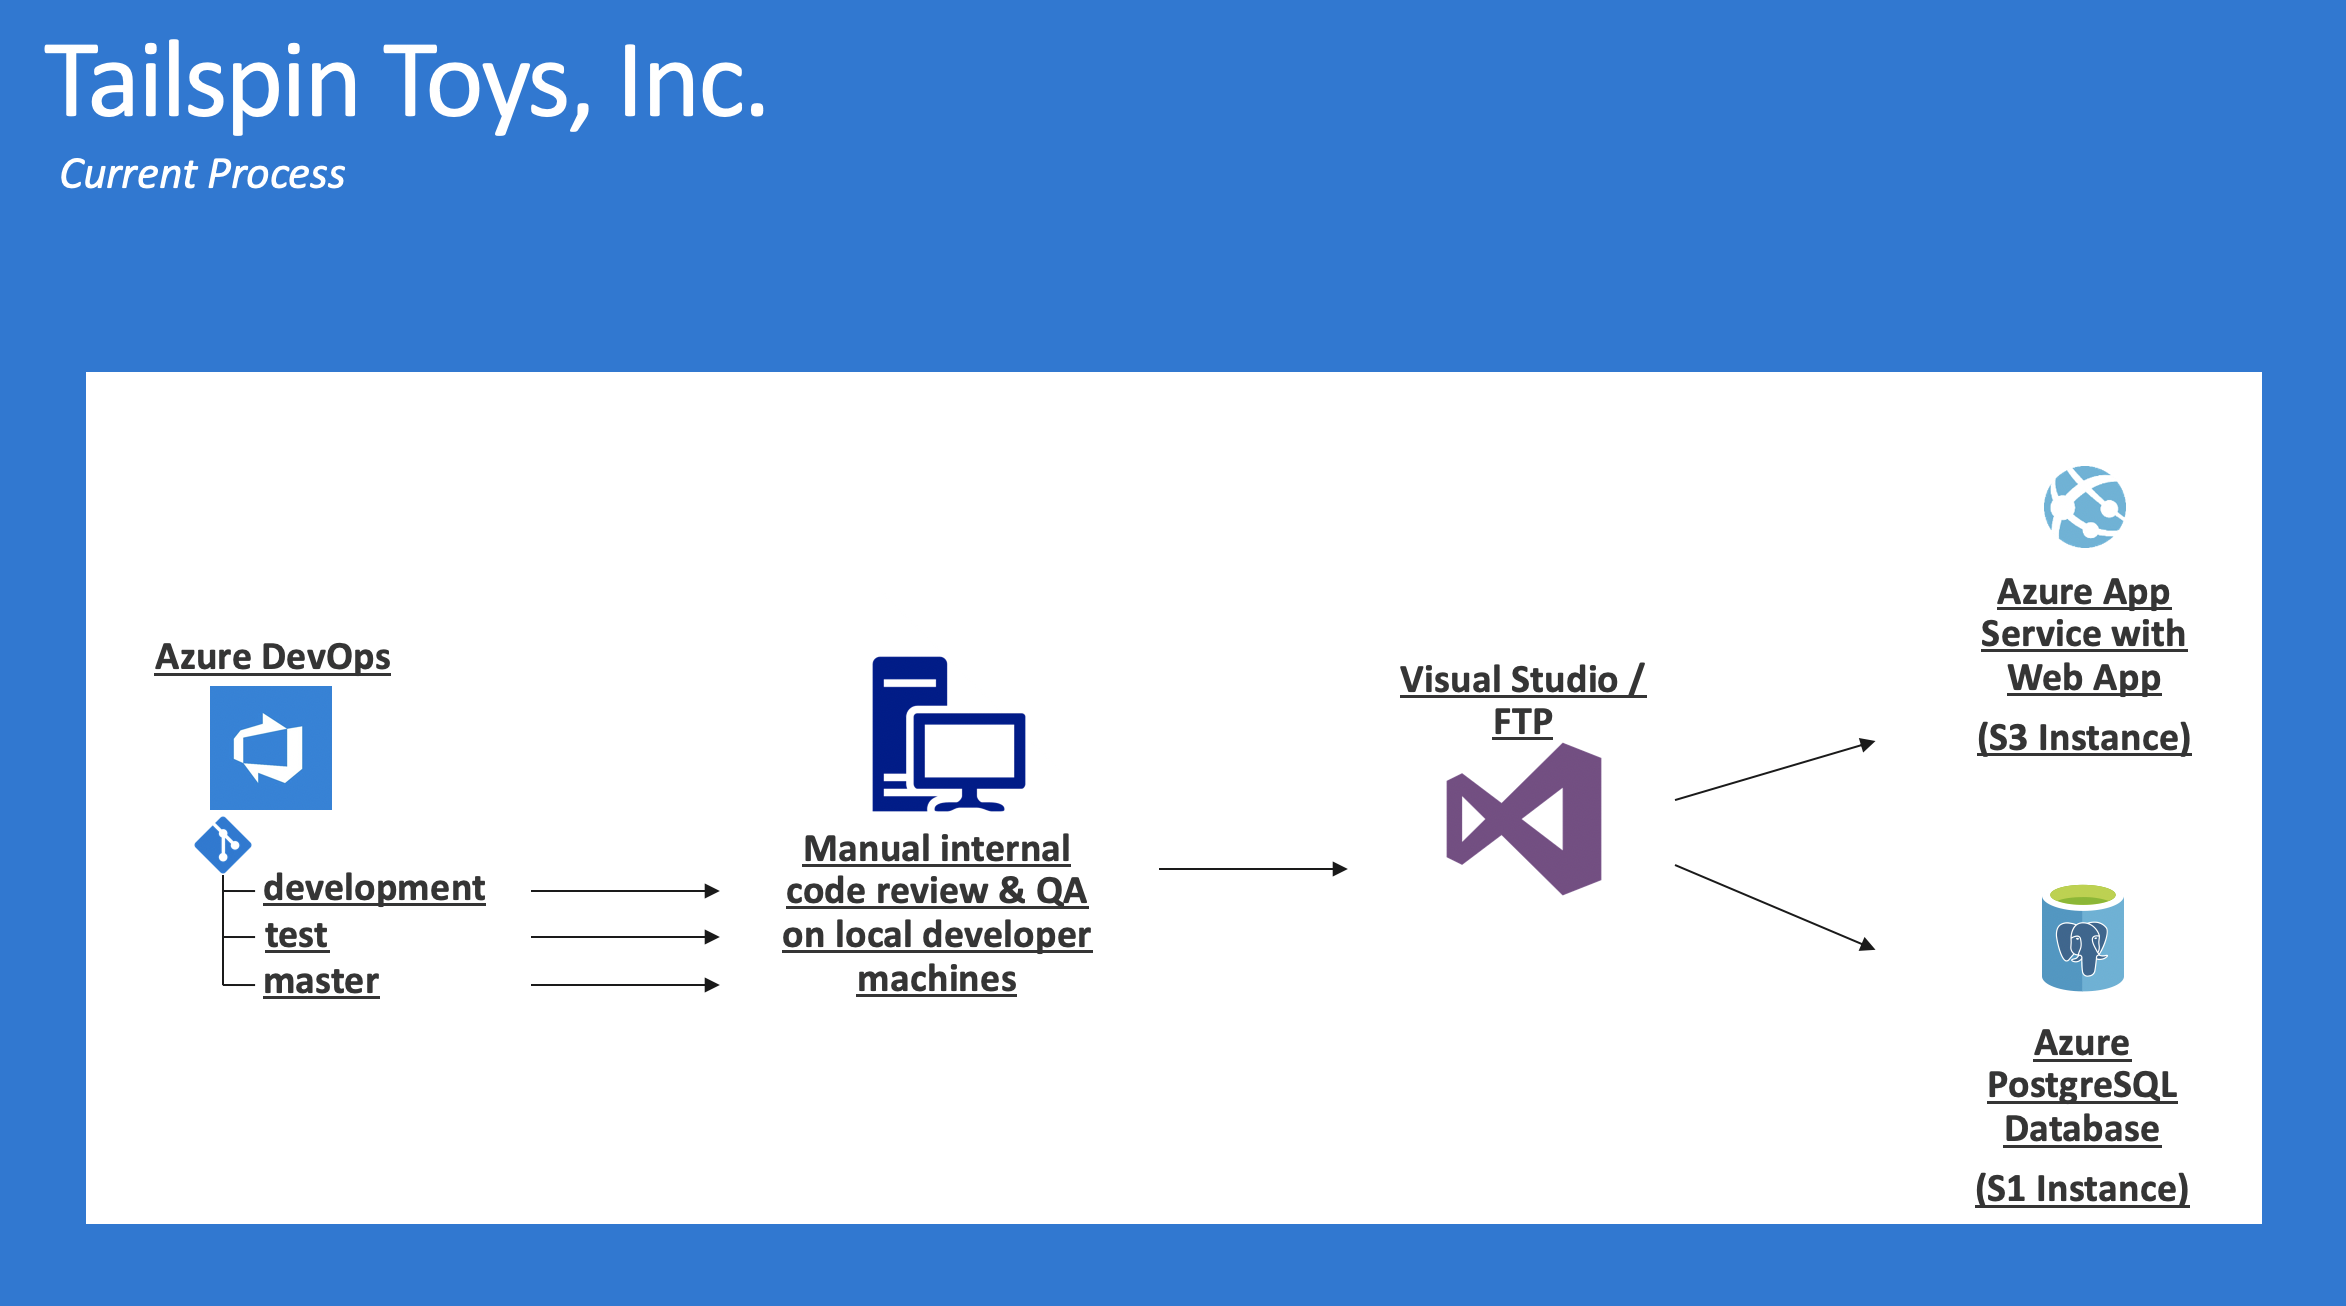 Tailspin Toys, Inc.
Current Process
Azure DevOps
development
test
master
Manual internal
code review & QA
on local developer
machines
Visual Studio /
FTP
Azure App
Service with
Web App
(S3 Instance)
Azure
PostgreSQL
Database
(S1 Instance)